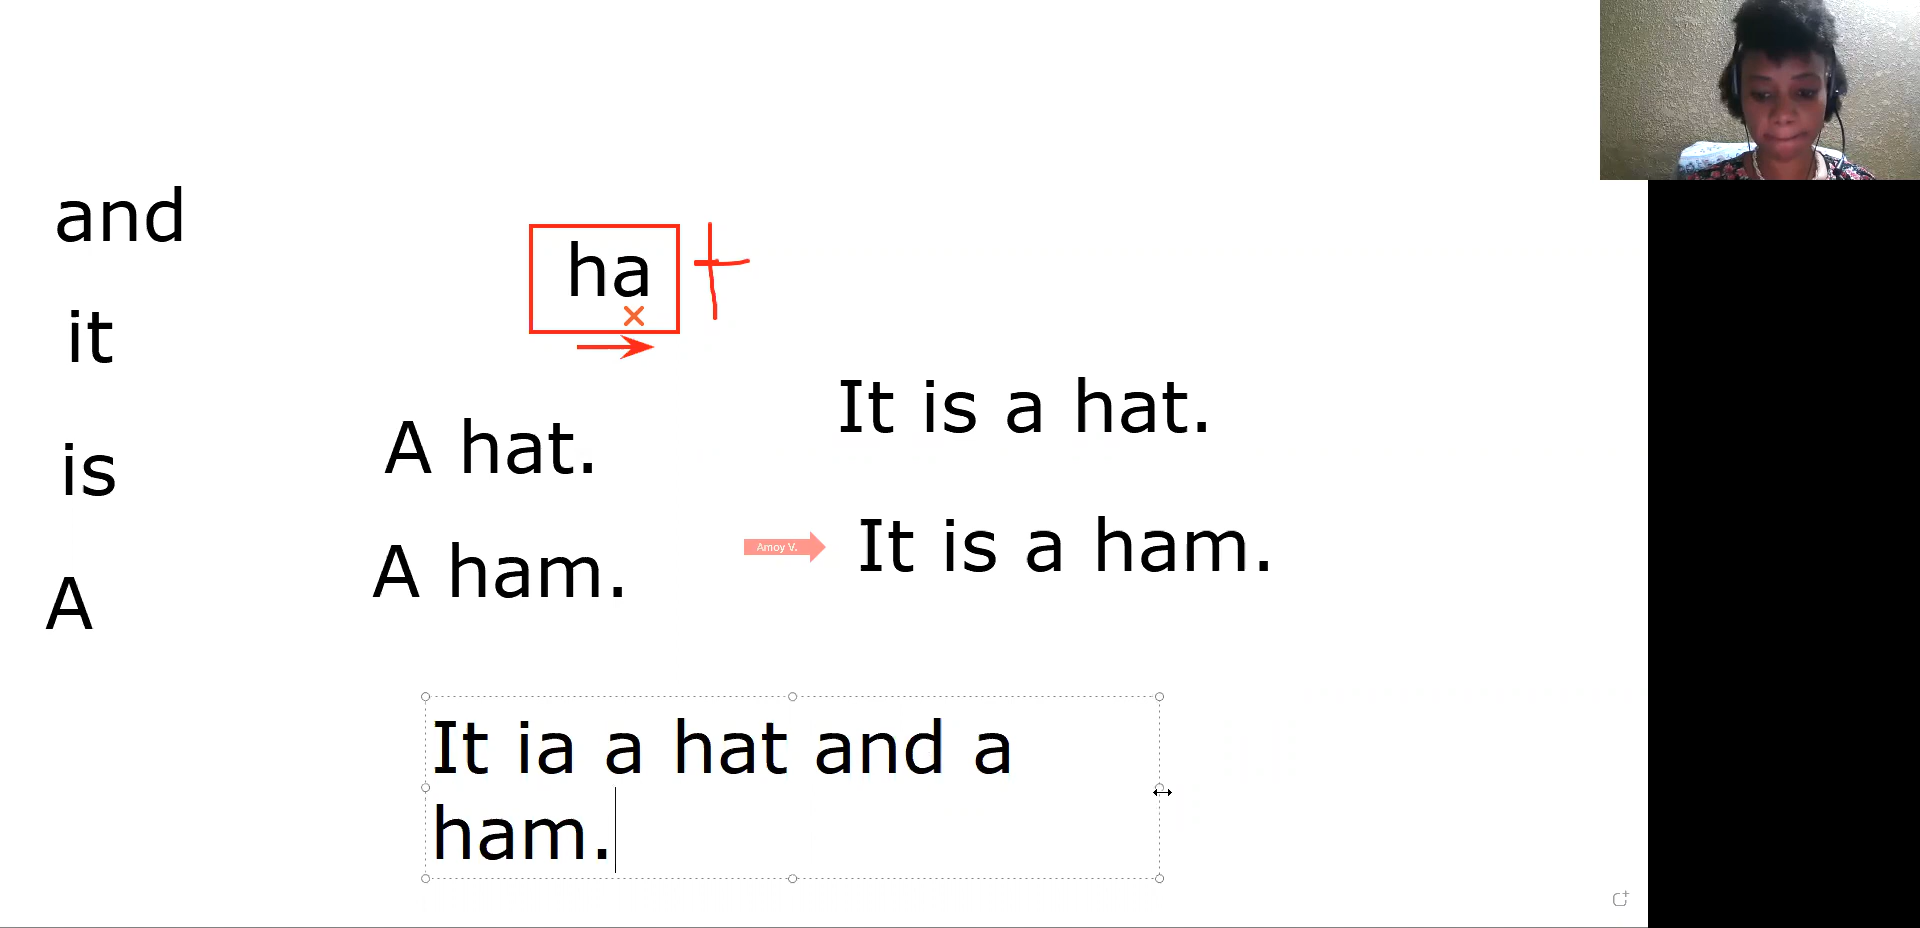 and
it
is
A
ha t
A hat.
A ham.
It is a hat.
Amoy V.
It is a ham.
It ia a hat and a
ham.